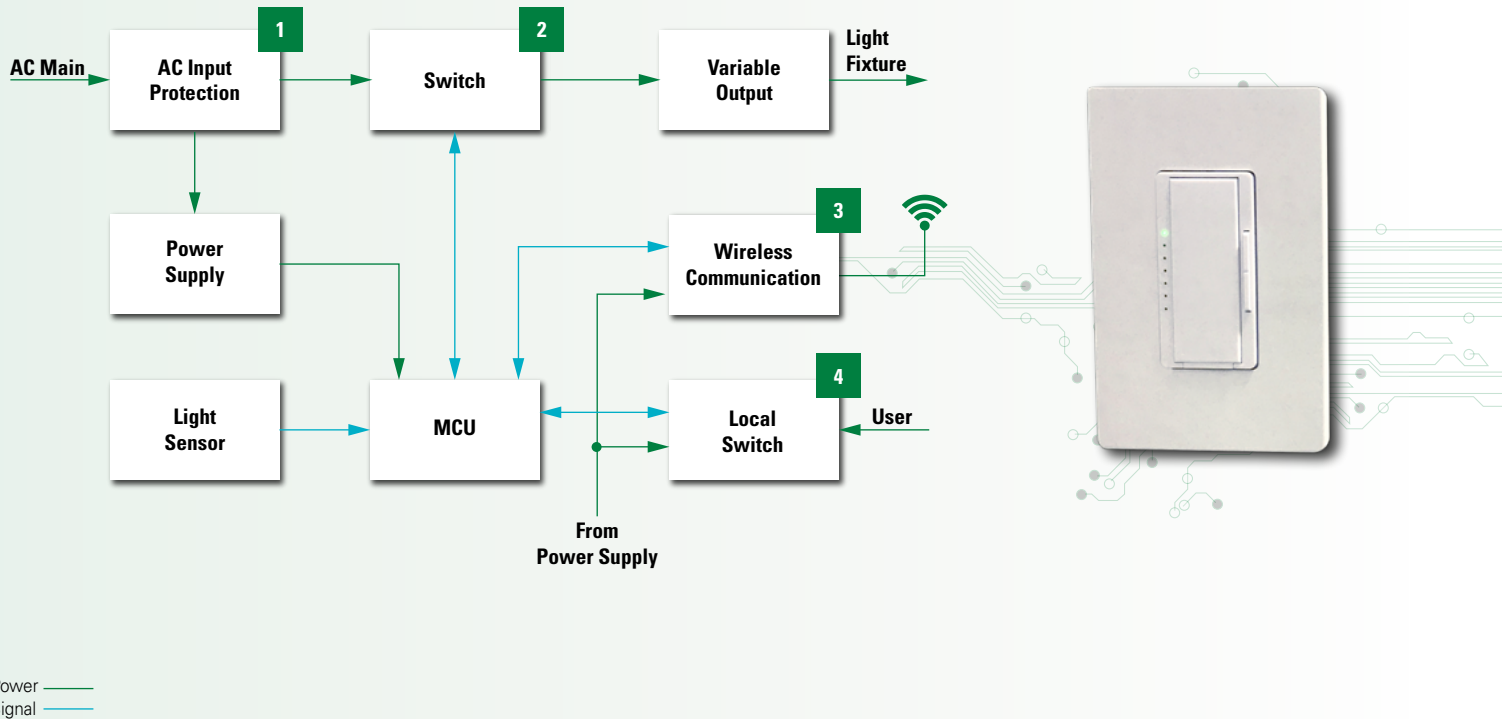 1
2
AC Main
AC Input
Protection
Switch
Variable
Output
Light
Fixture
3
Power
Supply
Wireless
Communication
4
Light
Sensor
MCU
Local
Switch
User
From
Power Supply
ower
ignal